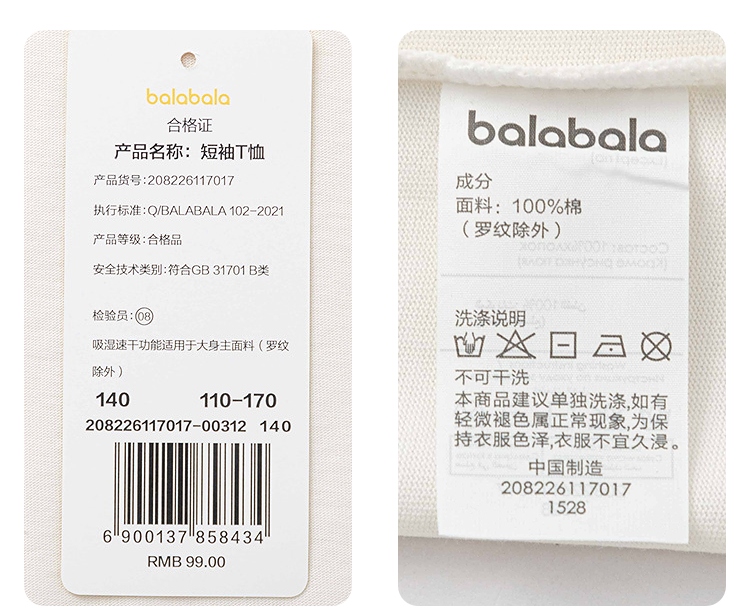 balabala
合格证
产品名称：短袖T恤
产品货号:208226117017
执行标准: Q/BALABALA 102-2021
产品等级:合格品
安全技术类别:符合GB 31701 B类
检验员:08
吸湿速干功能适用于大身主面料（罗纹
除外）
140 110-170
208226117017-00312 140
6 900137 858434
RMB 99.00
balabala
成分
面料：100%棉
（罗纹除外）
洗涤说明
不可干洗
本商品建议单独洗涤,如有
轻微褪色属正常现象,为保
持衣服色泽,衣服不宜久浸。
中国制造
208226117017
1528